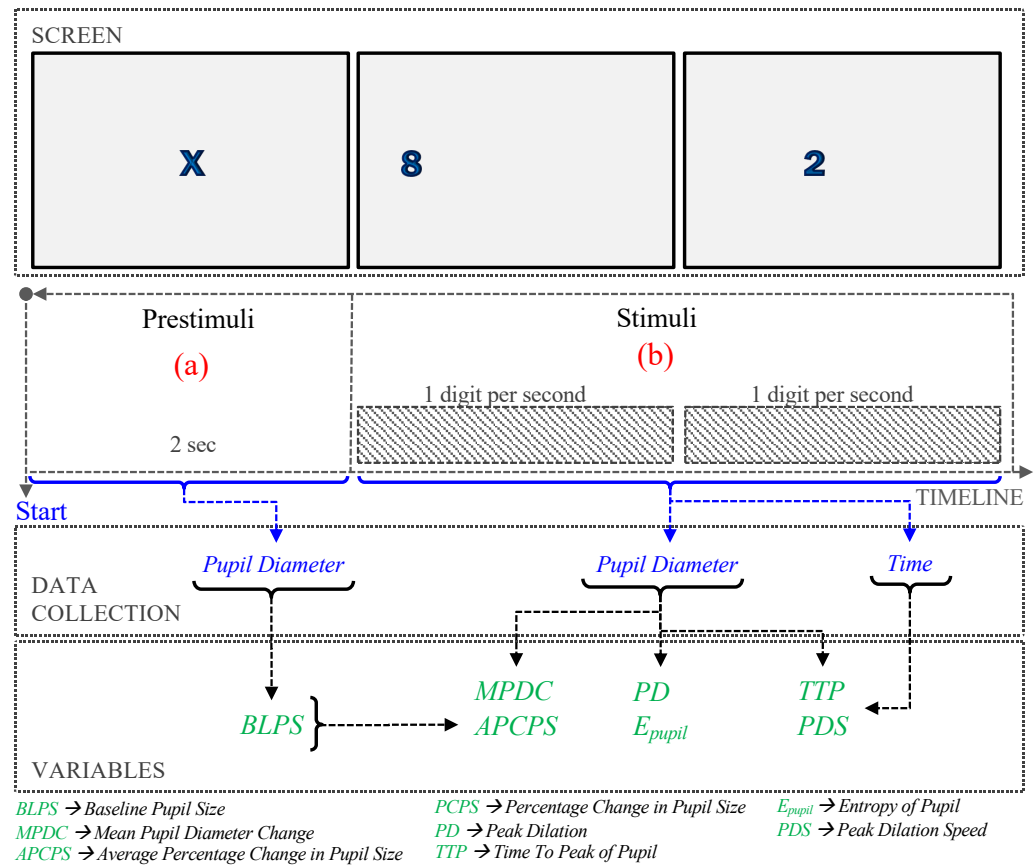 SCREEN
X
8
2
Prestimuli
(a)
Stimuli
(b)
1 digit per second
1 digit per second
2 sec
TIMELINE
Start
Pupil Diameter
Pupil Diameter
Time
DATA
COLLECTION
MPDC
PD
TTP
BLPS
APCPS
E_pupil
PDS
VARIABLES
BLPS → Baseline Pupil Size
PCPS → Percentage Change in Pupil Size
E_pupil → Entropy of Pupil
MPDC → Mean Pupil Diameter Change
PD → Peak Dilation
PDS → Peak Dilation Speed
APCPS → Average Percentage Change in Pupil Size
TTP → Time To Peak of Pupil